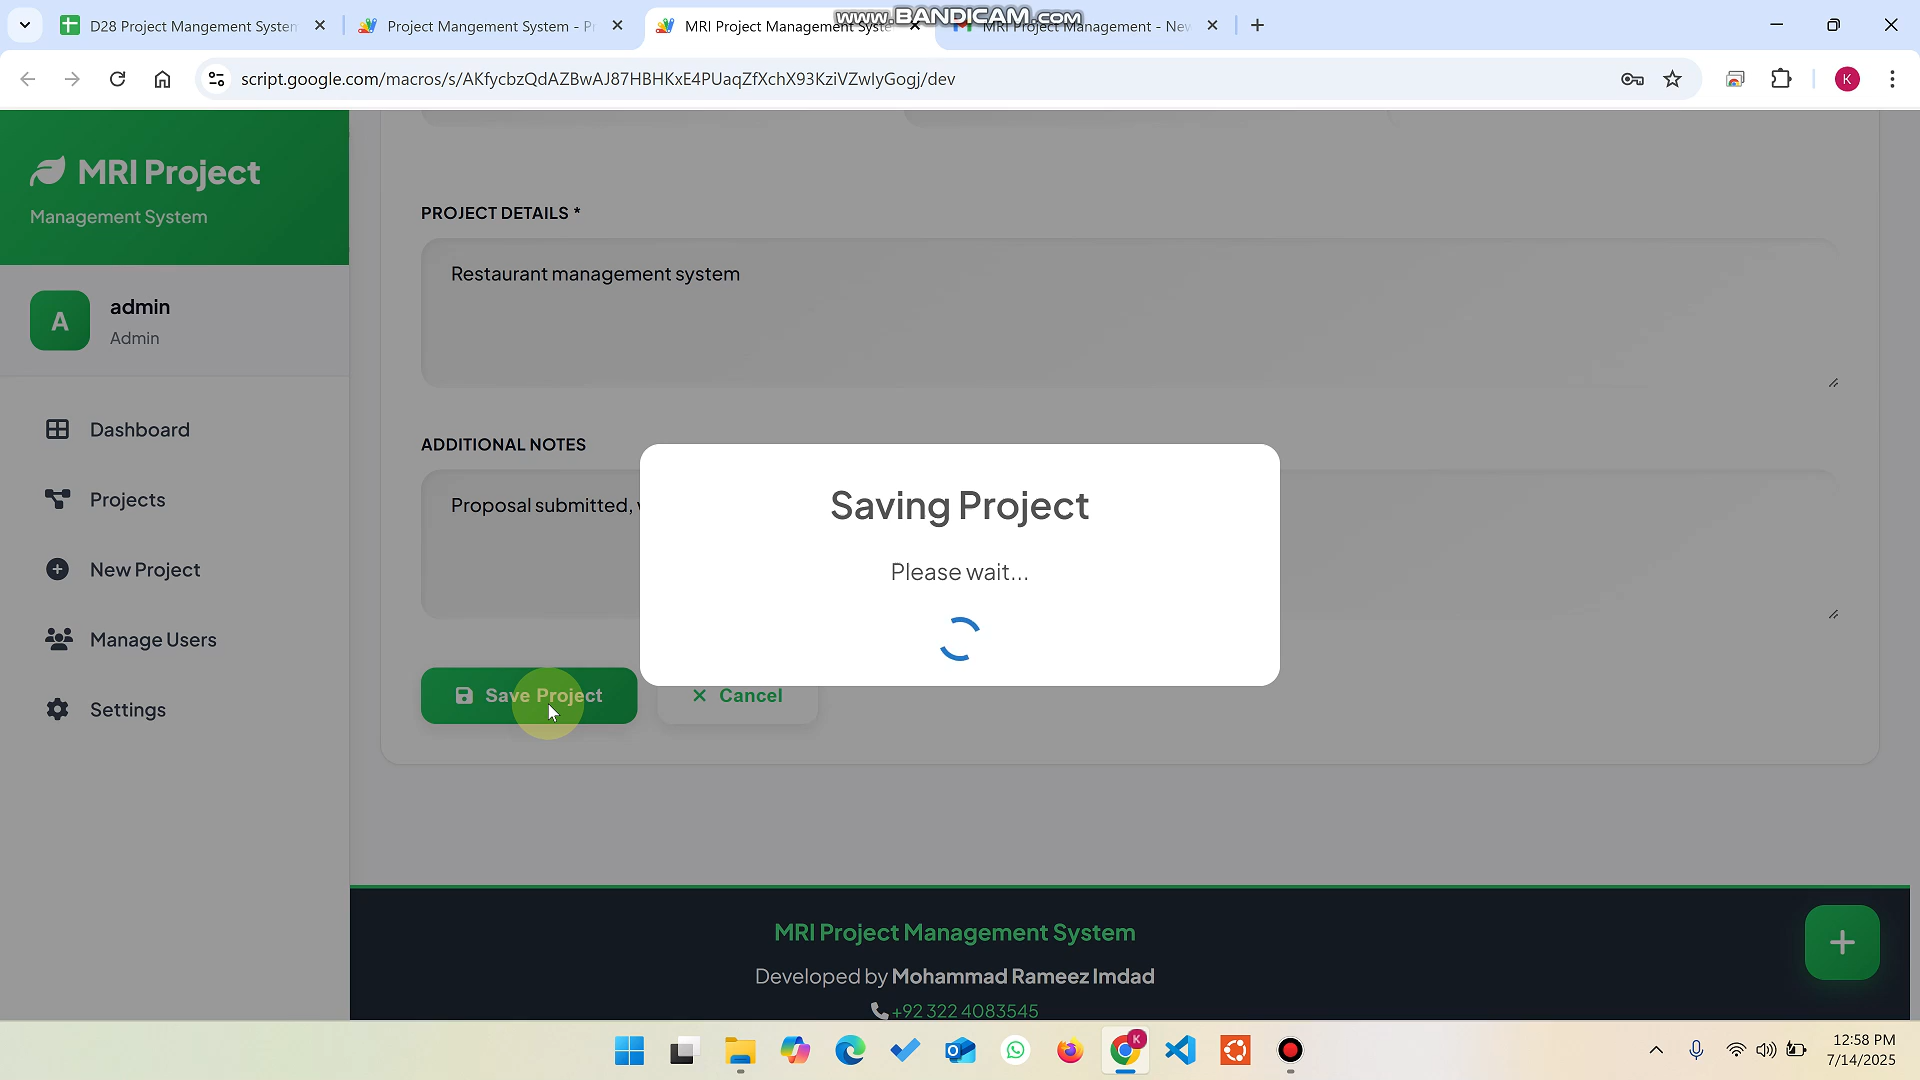 www.BANDICAM.com
D28 Project Mangement System
Project Mangement System - Pr
MRI Project Management Syste
MRI Project Management - New
script.google.com/macros/s/AKfycbzQdAZBwAJ87HBHKxE4PUaqZfXchX93KziVZwIyGogj/dev
K
MRI Project
Management System
A
admin
Admin
Dashboard
Projects
New Project
Manage Users
Settings
PROJECT DETAILS *
Restaurant management system
ADDITIONAL NOTES
Proposal submitted,
Saving Project
Please wait...
Save Project
Cancel
MRI Project Management System
Developed by Mohammad Rameez Imdad
+92 322 4083545
12:58 PM
7/14/2025